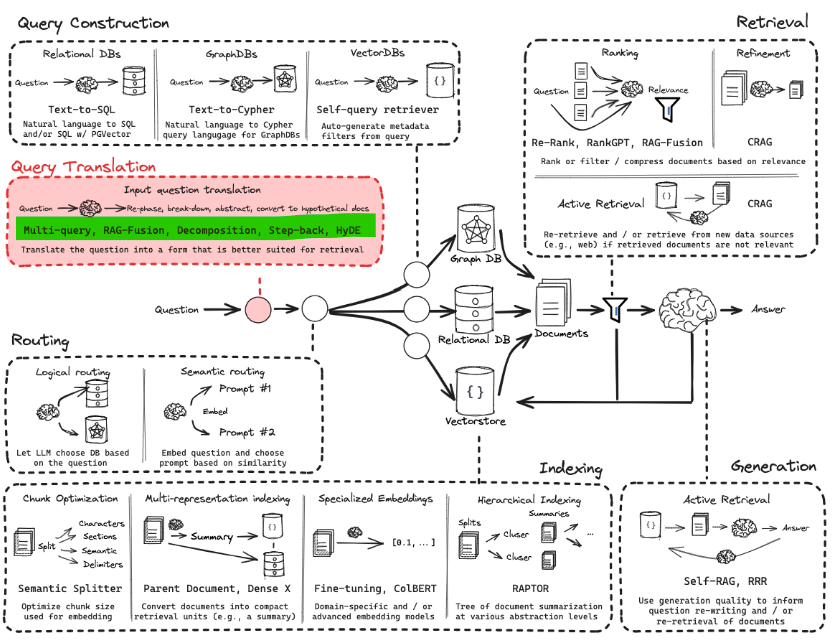 Query Construction
Relational DBs
Question
Text-to-SQL
Natural language to SQL
and/or SQL w/ PGVector
GraphDBs
Question
Text-to-Cypher
Natural language to Cypher
query langugage for GraphDBs
VectorDBs
Question
{ }
Self-query retriever
Auto-generate metadata
filters from query
Retrieval
Ranking
Question
Relevance
Re-Rank, RankGPT, RAG-Fusion
Refinement
CRAG
Rank or filter / compress documents based on relevance
Active Retrieval
{ }
CRAG
Re-retrieve and / or retrieve from new data sources
(e.g., web) if retrieved documents are not relevant
Query Translation
Input question translation
Question
Re-phase, break-down, abstract, convert to hypothetical docs
Multi-query, RAG-Fusion, Decomposition, Step-back, HyDE
Translate the question into a form that is better suited for retrieval
Question
Graph DB
Relational DB
{ }
Vectorstore
Documents
Answer
Routing
Logical routing
Let LLM choose DB based
on the question
Semantic routing
Prompt #1
Embed
Prompt #2
Embed question and choose
prompt based on similarity
Indexing
Chunk Optimization
Split
Characters
Sections
Semantic
Delimiters
Semantic Splitter
Optimize chunk size
used for embedding
Multi-representation indexing
Summary
{ }
Parent Document, Dense X
Convert documents into compact
retrieval units (e.g., a summary)
Specialized Embeddings
[0.1, ...]
Fine-tuning, ColBERT
Domain-specific and / or
advanced embedding models
Hierarchical Indexing
Splits
Summaries
Cluser
Cluser
...
RAPTOR
Tree of document summarization
at various abstraction levels
Generation
Active Retrieval
{ }
Answer
Self-RAG, RRR
Use generation quality to inform
question re-writing and / or
re-retrieval of documents